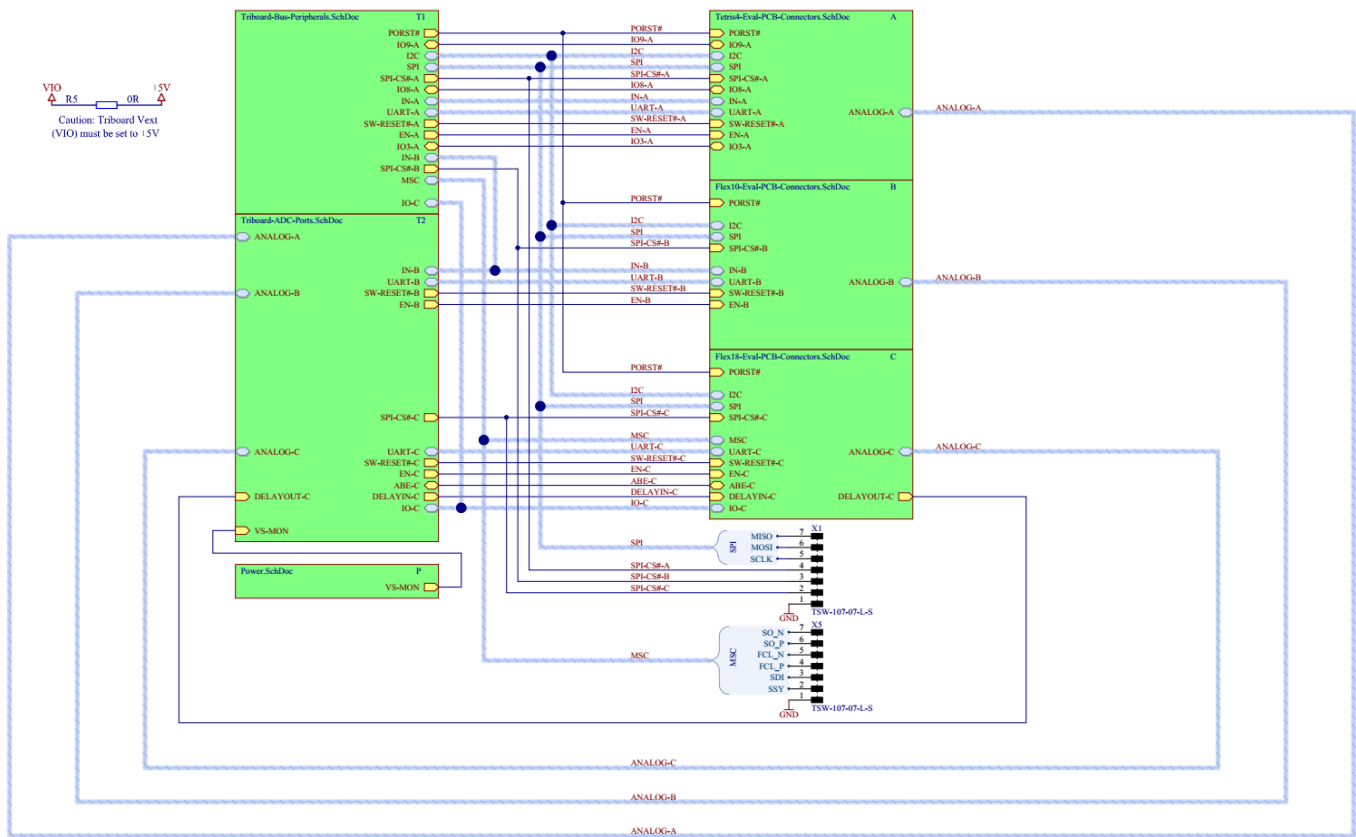 VIO
R5
0R
+5V
Caution: Triboard Vext
(VIO) must be set to +5V
Triboard-Bus-Peripherals.SchDoc T1
PORST#
IO9-A
I2C
SPI
SPI-CS#-A
IO8-A
IN-A
UART-A
SW-RESET#-A
EN-A
IO3-A
IN-B
SPI-CS#-B
MSC
IO-C
Triboard-ADC-Ports.SchDoc T2
ANALOG-A
IN-B
UART-B
ANALOG-B
SW-RESET#-B
EN-B
SPI-CS#-C
ANALOG-C
UART-C
SW-RESET#-C
EN-C
ABE-C
DELAYOUT-C
DELAYIN-C
IO-C
VS-MON
Power.SchDoc P
VS-MON
PORST#
IO9-A
I2C
SPI
SPI-CS#-A
IO8-A
IN-A
UART-A
SW-RESET#-A
EN-A
IO3-A
PORST#
I2C
SPI
SPI-CS#-B
IN-B
UART-B
SW-RESET#-B
EN-B
PORST#
I2C
SPI
SPI-CS#-C
MSC
UART-C
SW-RESET#-C
EN-C
ABE-C
DELAYIN-C
IO-C
SPI
SPI-CS#-A
SPI-CS#-B
SPI-CS#-C
MSC
Tetris4-Eval-PCB-Connectors.SchDoc A
PORST#
IO9-A
I2C
SPI
SPI-CS#-A
IO8-A
IN-A
UART-A
ANALOG-A
SW-RESET#-A
EN-A
IO3-A
Flex10-Eval-PCB-Connectors.SchDoc B
PORST#
I2C
SPI
SPI-CS#-B
IN-B
UART-B
ANALOG-B
SW-RESET#-B
EN-B
Flex18-Eval-PCB-Connectors.SchDoc C
PORST#
I2C
SPI
SPI-CS#-C
MSC
UART-C
ANALOG-C
SW-RESET#-C
EN-C
ABE-C
DELAYIN-C
DELAYOUT-C
IO-C
ANALOG-A
ANALOG-B
ANALOG-C
X1
SPI
MISO 7
MOSI 6
SCLK 5
4
3
2
1
GND
TSW-107-07-L-S
X5
MSC
SO_N 7
SO_P 6
FCL_N 5
FCL_P 4
SDI 3
SSY 2
1
GND
TSW-107-07-L-S
ANALOG-C
ANALOG-B
ANALOG-A